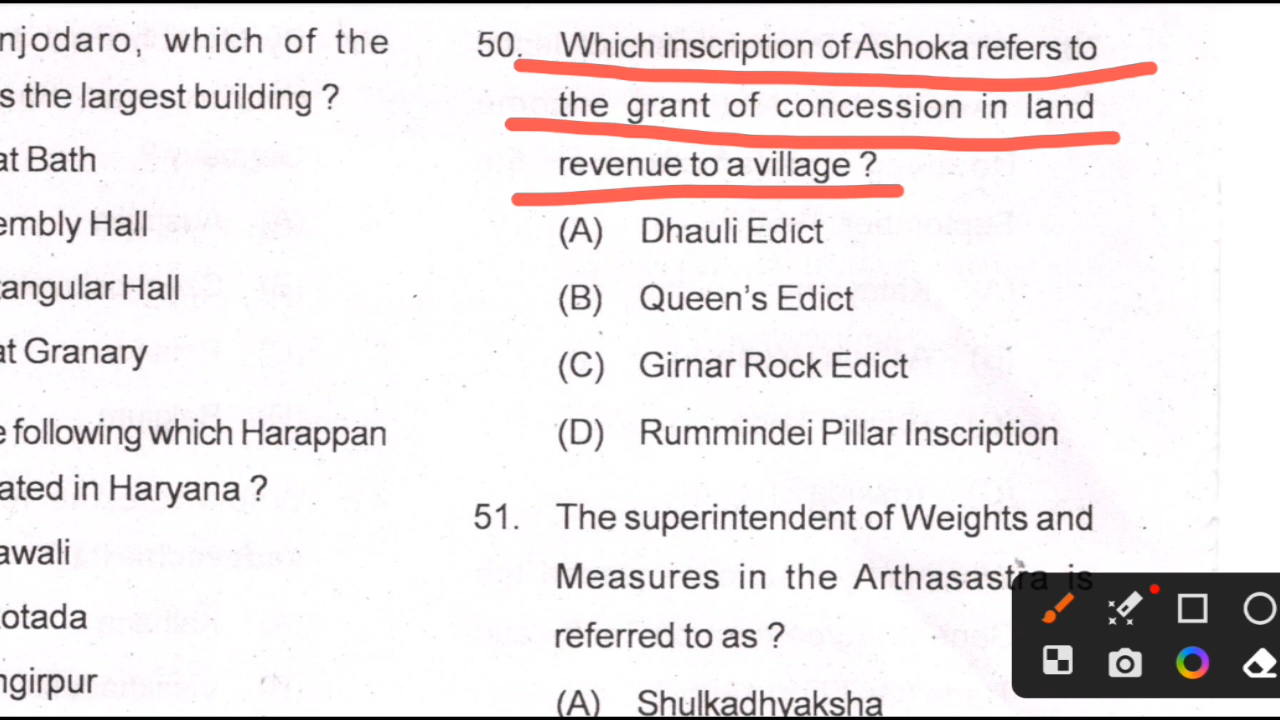 njodaro, which of the
s the largest building ?
at Bath
embly Hall
tangular Hall
at Granary
e following which Harappan
ated in Haryana ?
awali
otada
ngirpur
50. Which inscription of Ashoka refers to
the grant of concession in land
revenue to a village ?
(A) Dhauli Edict
(B) Queen's Edict
(C) Girnar Rock Edict
(D) Rummindei Pillar Inscription
51. The superintendent of Weights and
Measures in the Arthasastra is
referred to as ?
(A) Shulkadhyaksha